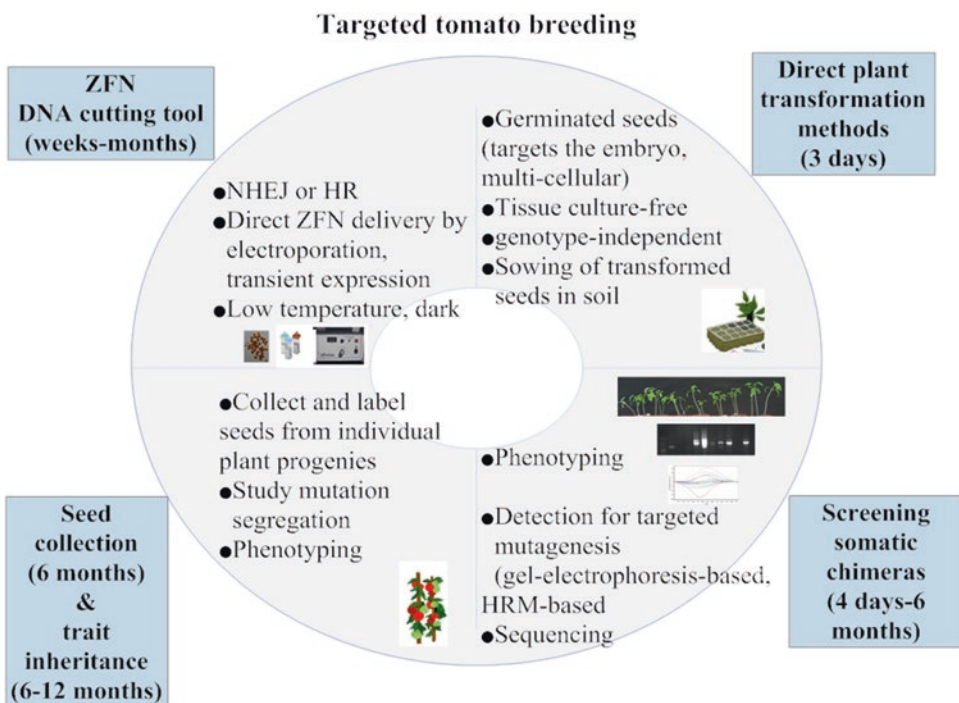 Targeted tomato breeding
ZFN
DNA cutting tool
(weeks-months)
Direct plant
transformation
methods
(3 days)
●NHEJ or HR
●Direct ZFN delivery by
electroporation,
transient expression
●Low temperature, dark
●Germinated seeds
(targets the embryo,
multi-cellular)
●Tissue culture-free
●genotype-independent
●Sowing of transformed
seeds in soil
●Collect and label
seeds from individual
plant progenies
●Study mutation
segregation
●Phenotyping
●Phenotyping
●Detection for targeted
mutagenesis
(gel-electrophoresis-based,
HRM-based
●Sequencing
Seed
collection
(6 months)
&
trait
inheritance
(6-12 months)
Screening
somatic
chimeras
(4 days-6
months)